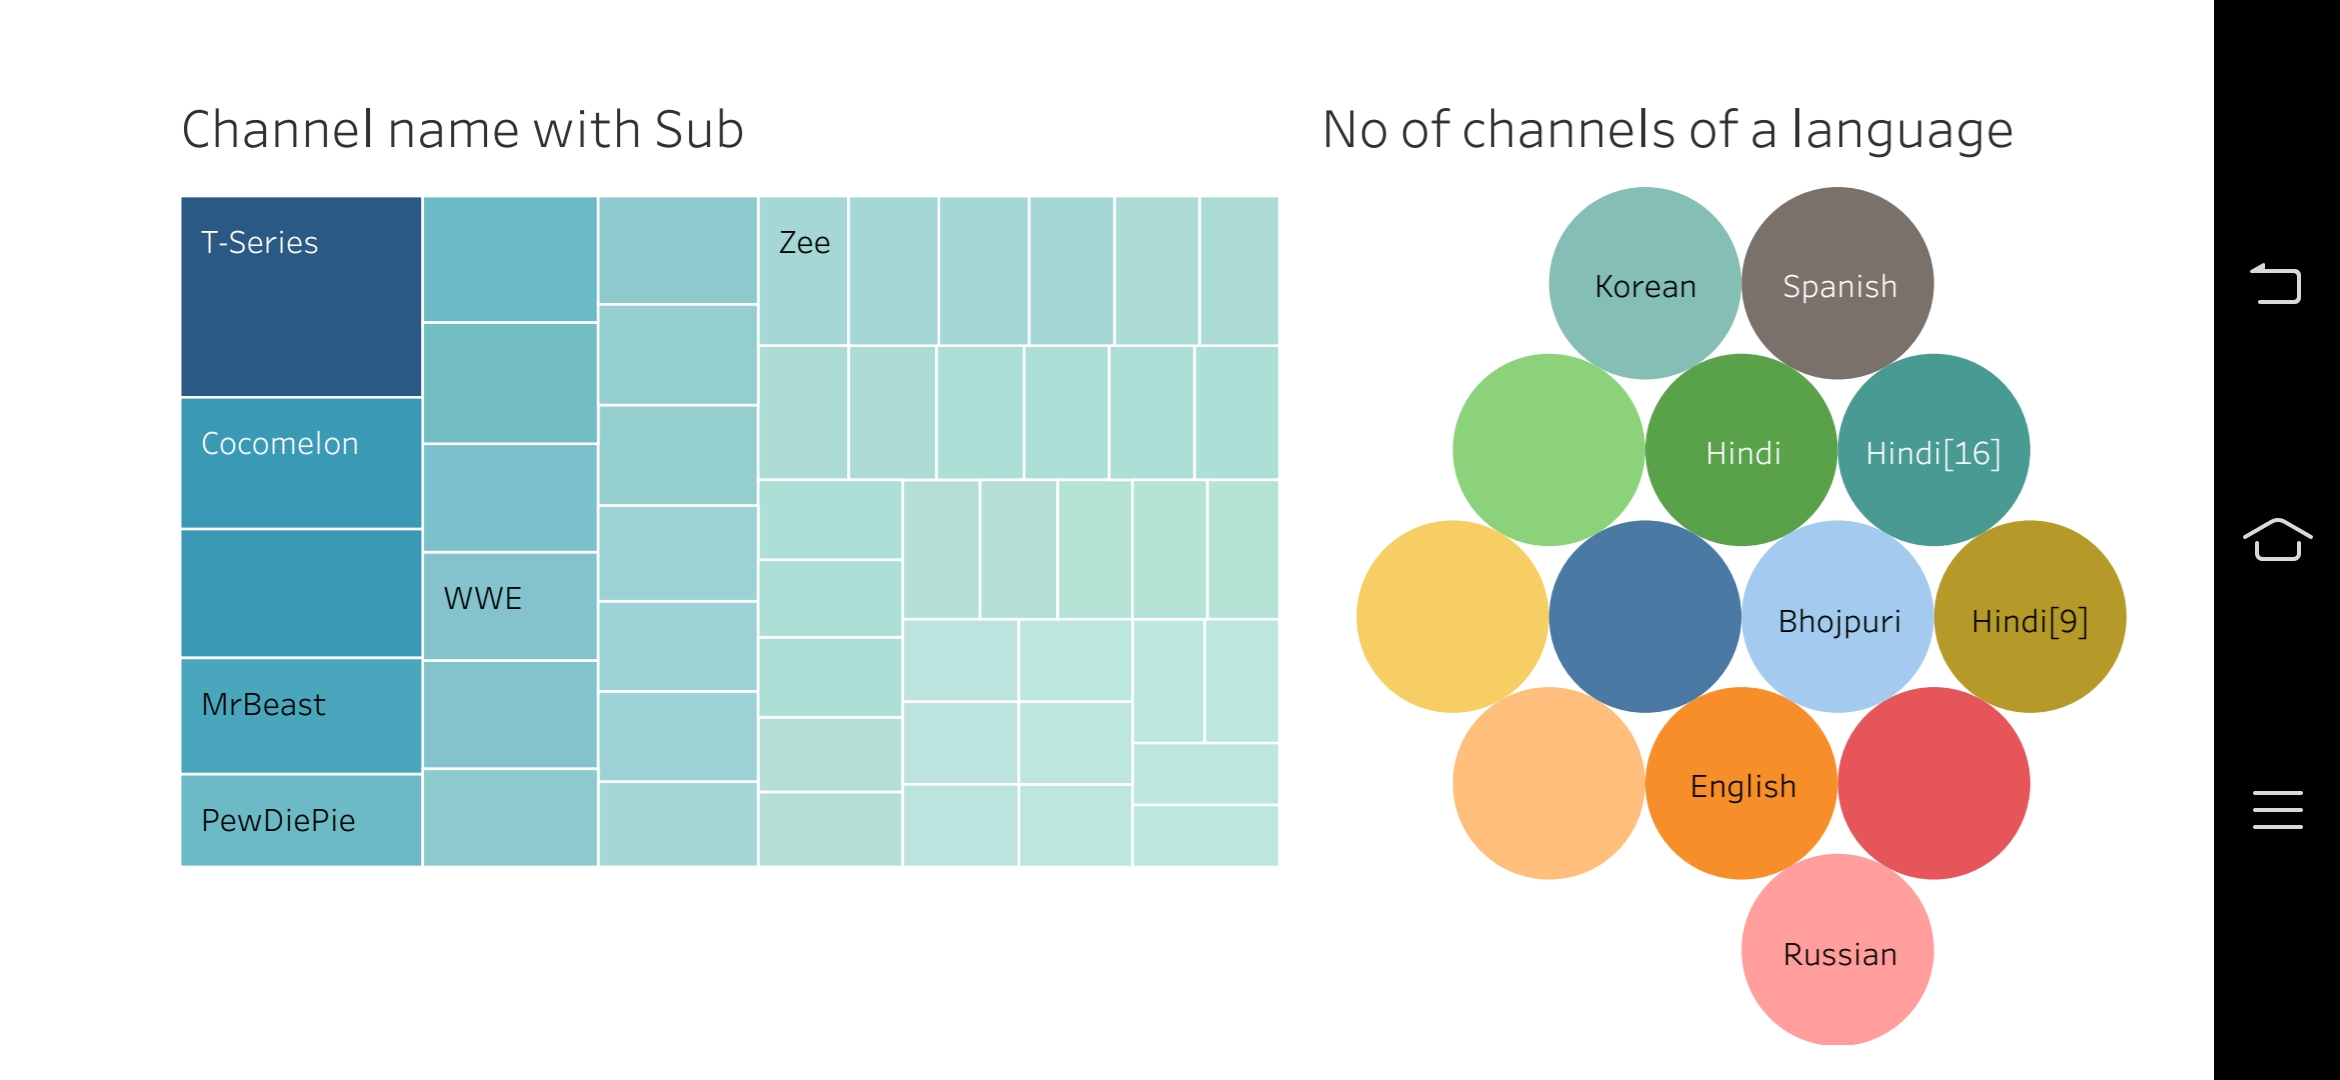 Channel name with Sub
T-Series
Cocomelon
MrBeast
PewDiePie
WWE
Zee
No of channels of a language
Korean
Spanish
Hindi
Hindi[16]
Bhojpuri
Hindi[9]
English
Russian